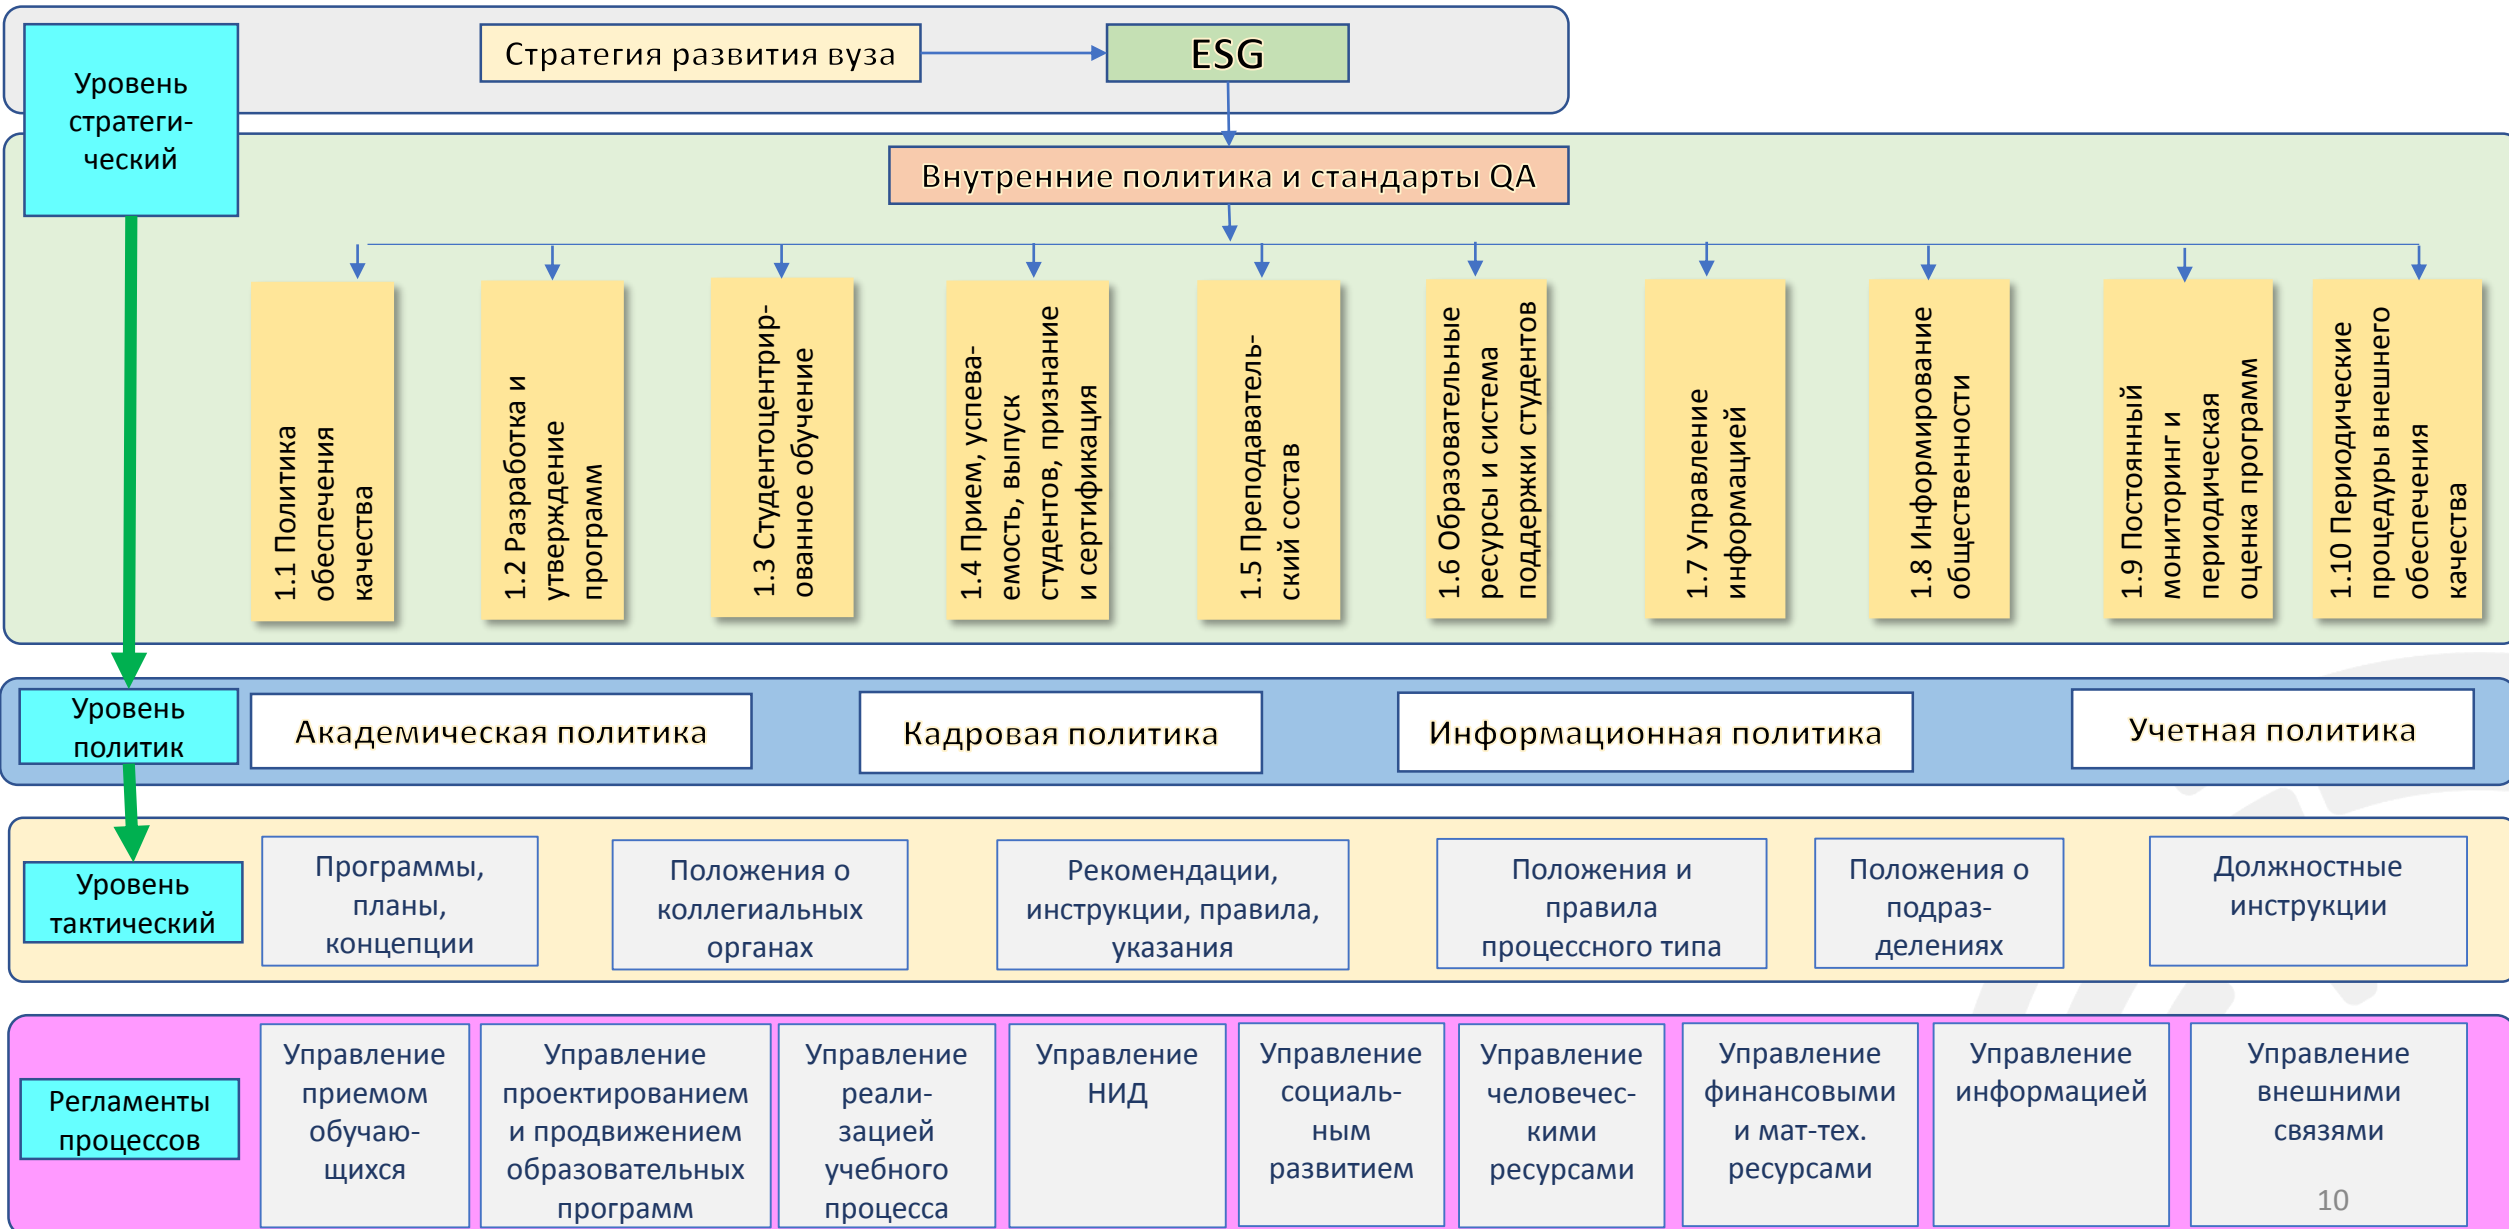 Уровень
стратеги-
ческий
Стратегия развития вуза
ESG
Внутренние политика и стандарты QA
1.1 Политика
обеспечения
качества
1.2 Разработка и
утверждение
программ
1.3 Студентоцентрир-
ованное обучение
1.4 Прием, успева-
емость, выпуск
студентов, признание
и сертификация
1.5 Преподаватель-
ский состав
1.6 Образовательные
ресурсы и система
поддержки студентов
1.7 Управление
информацией
1.8 Информирование
общественности
1.9 Постоянный
мониторинг и
периодическая
оценка программ
1.10 Периодические
процедуры внешнего
обеспечения
качества
Уровень
политик
Академическая политика
Кадровая политика
Информационная политика
Учетная политика
Уровень
тактический
Программы,
планы,
концепции
Положения о
коллегиальных
органах
Рекомендации,
инструкции, правила,
указания
Положения и
правила
процессного типа
Положения о
подраз-
делениях
Должностные
инструкции
Регламенты
процессов
Управление
приемом
обучаю-
щихся
Управление
проектированием
и продвижением
образовательных
программ
Управление
реали-
зацией
учебного
процесса
Управление
НИД
Управление
социаль-
ным
развитием
Управление
человечес-
кими
ресурсами
Управление
финансовыми
и мат-тех.
ресурсами
Управление
информацией
Управление
внешними
связями
10